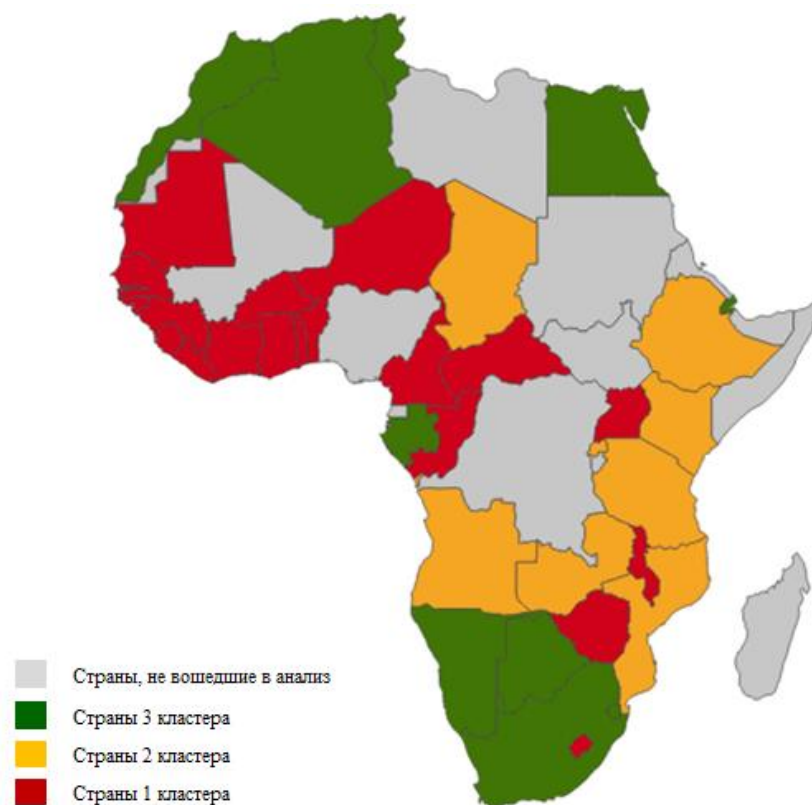 Страны, не вошедшие в анализ
Страны 3 кластера
Страны 2 кластера
Страны 1 кластера